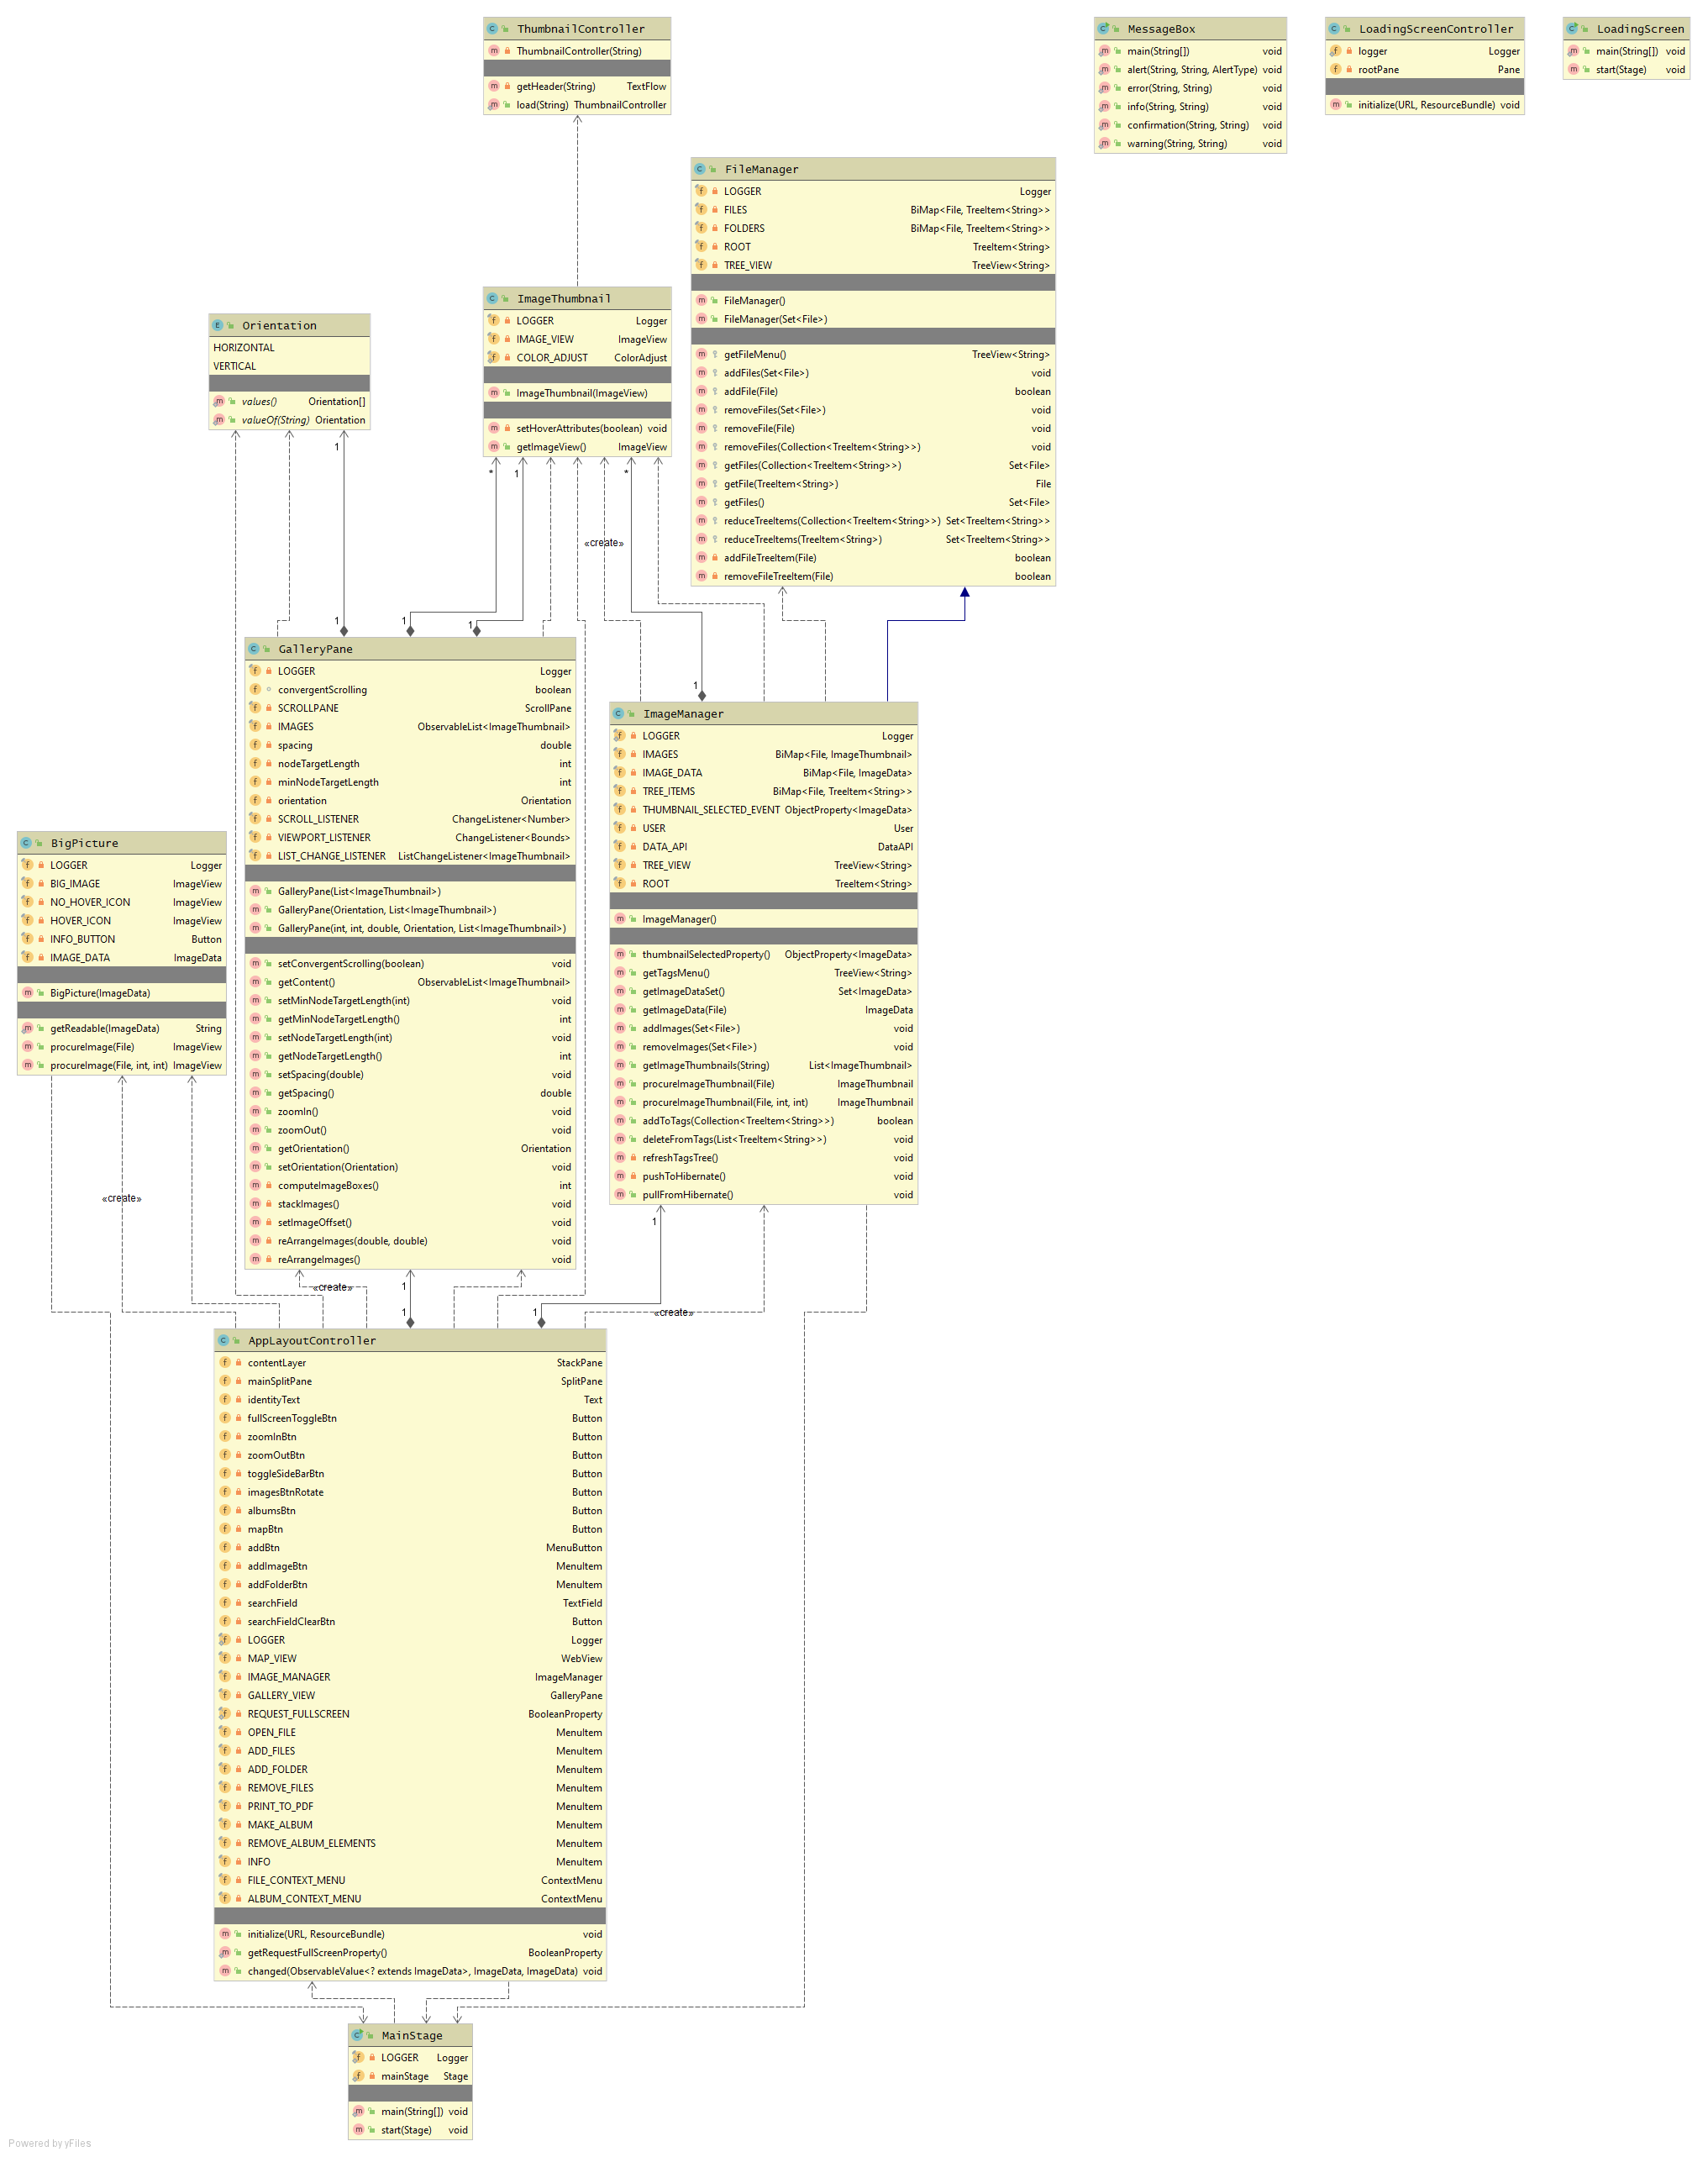 ThumbnailController
ThumbnailController(String)
getHeader(String) TextFlow
load(String) ThumbnailController
MessageBox
main(String[]) void
alert(String, String, AlertType) void
error(String, String) void
info(String, String) void
confirmation(String, String) void
warning(String, String) void
LoadingScreenController
logger Logger
rootPane Pane
initialize(URL, ResourceBundle) void
LoadingScreen
main(String[]) void
start(Stage) void
FileManager
LOGGER Logger
FILES BiMap<File, TreeItem<String>>
FOLDERS BiMap<File, TreeItem<String>>
ROOT TreeItem<String>
TREE_VIEW TreeView<String>
FileManager()
FileManager(Set<File>)
getFileMenu() TreeView<String>
addFiles(Set<File>) void
addFile(File) boolean
removeFiles(Set<File>) void
removeFile(File) void
removeFiles(Collection<TreeItem<String>>) void
getFiles(Collection<TreeItem<String>>) Set<File>
getFile(TreeItem<String>) File
getFiles() Set<File>
reduceTreeItems(Collection<TreeItem<String>>) Set<TreeItem<String>>
reduceTreeItems(TreeItem<String>) Set<TreeItem<String>>
addFileTreeItem(File) boolean
removeFileTreeItem(File) boolean
ImageThumbnail
LOGGER Logger
IMAGE_VIEW ImageView
COLOR_ADJUST ColorAdjust
ImageThumbnail(ImageView)
setHoverAttributes(boolean) void
getImageView() ImageView
Orientation
HORIZONTAL
VERTICAL
values() Orientation[]
valueOf(String) Orientation
1
*
1
*
«create»
1
1
1
1
GalleryPane
LOGGER Logger
convergentScrolling boolean
SCROLLPANE ScrollPane
IMAGES ObservableList<ImageThumbnail>
spacing double
nodeTargetLength int
minNodeTargetLength int
orientation Orientation
SCROLL_LISTENER ChangeListener<Number>
VIEWPORT_LISTENER ChangeListener<Bounds>
LIST_CHANGE_LISTENER ListChangeListener<ImageThumbnail>
GalleryPane(List<ImageThumbnail>)
GalleryPane(Orientation, List<ImageThumbnail>)
GalleryPane(int, int, double, Orientation, List<ImageThumbnail>)
setConvergentScrolling(boolean) void
getContent() ObservableList<ImageThumbnail>
setMinNodeTargetLength(int) void
getMinNodeTargetLength() int
setNodeTargetLength(int) void
getNodeTargetLength() int
setSpacing(double) void
getSpacing() double
zoomIn() void
zoomOut() void
getOrientation() Orientation
setOrientation(Orientation) void
computeImageBoxes() int
stackImages() void
setImageOffset() void
reArrangeImages(double, double) void
reArrangeImages() void
ImageManager
LOGGER Logger
IMAGES BiMap<File, ImageThumbnail>
IMAGE_DATA BiMap<File, ImageData>
TREE_ITEMS BiMap<File, TreeItem<String>>
THUMBNAIL_SELECTED_EVENT ObjectProperty<ImageData>
USER User
DATA_API DataAPI
TREE_VIEW TreeView<String>
ROOT TreeItem<String>
ImageManager()
thumbnailSelectedProperty() ObjectProperty<ImageData>
getTagsMenu() TreeView<String>
getImageDataSet() Set<ImageData>
getImageData(File) ImageData
addImages(Set<File>) void
removeImages(Set<File>) void
getImageThumbnails(String) List<ImageThumbnail>
procureImageThumbnail(File) ImageThumbnail
procureImageThumbnail(File, int, int) ImageThumbnail
addToTags(Collection<TreeItem<String>>) boolean
deleteFromTags(List<TreeItem<String>>) void
refreshTagsTree() void
pushToHibernate() void
pullFromHibernate() void
BigPicture
LOGGER Logger
BIG_IMAGE ImageView
NO_HOVER_ICON ImageView
HOVER_ICON ImageView
INFO_BUTTON Button
IMAGE_DATA ImageData
BigPicture(ImageData)
getReadable(ImageData) String
procureImage(File) ImageView
procureImage(File, int, int) ImageView
«create»
1
«create»
1
1
1
«create»
AppLayoutController
contentLayer StackPane
mainSplitPane SplitPane
identityText Text
fullScreenToggleBtn Button
zoomInBtn Button
zoomOutBtn Button
toggleSideBarBtn Button
imagesBtnRotate Button
albumsBtn Button
mapBtn Button
addBtn MenuButton
addImageBtn MenuItem
addFolderBtn MenuItem
searchField TextField
searchFieldClearBtn Button
LOGGER Logger
MAP_VIEW WebView
IMAGE_MANAGER ImageManager
GALLERY_VIEW GalleryPane
REQUEST_FULLSCREEN BooleanProperty
OPEN_FILE MenuItem
ADD_FILES MenuItem
ADD_FOLDER MenuItem
REMOVE_FILES MenuItem
PRINT_TO_PDF MenuItem
MAKE_ALBUM MenuItem
REMOVE_ALBUM_ELEMENTS MenuItem
INFO MenuItem
FILE_CONTEXT_MENU ContextMenu
ALBUM_CONTEXT_MENU ContextMenu
initialize(URL, ResourceBundle) void
getRequestFullScreenProperty() BooleanProperty
changed(ObservableValue<? extends ImageData>, ImageData, ImageData) void
MainStage
LOGGER Logger
mainStage Stage
main(String[]) void
start(Stage) void
Powered by yFiles